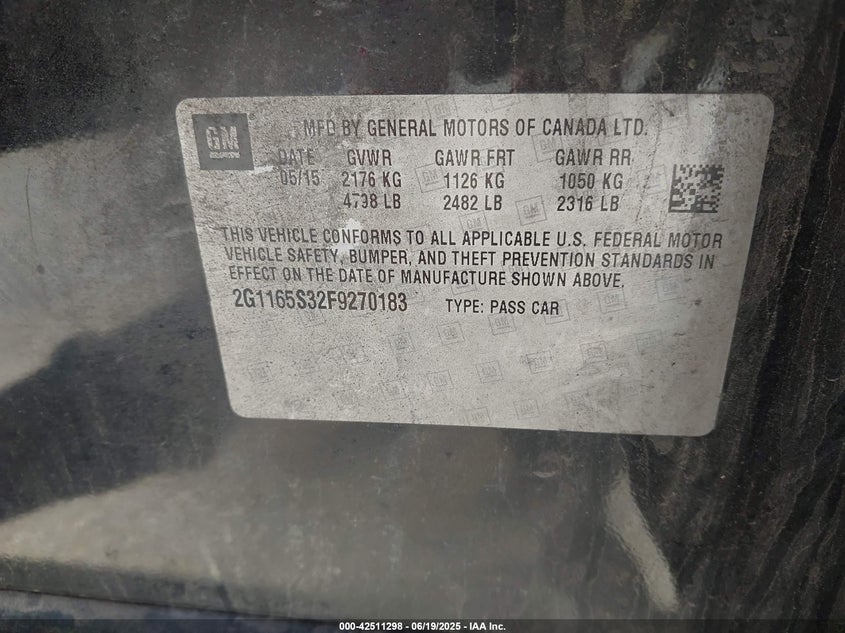 GM
MFD BY GENERAL MOTORS OF CANADA LTD.
DATE GVWR GAWR FRT GAWR RR
05/15 2176 KG 1126 KG 1050 KG
4798 LB 2482 LB 2316 LB
THIS VEHICLE CONFORMS TO ALL APPLICABLE U.S. FEDERAL MOTOR
VEHICLE SAFETY, BUMPER, AND THEFT PREVENTION STANDARDS IN
EFFECT ON THE DATE OF MANUFACTURE SHOWN ABOVE.
2G1165S32F9270183 TYPE: PASS CAR
000-42511298 - 06/19/2025 - IAA Inc.